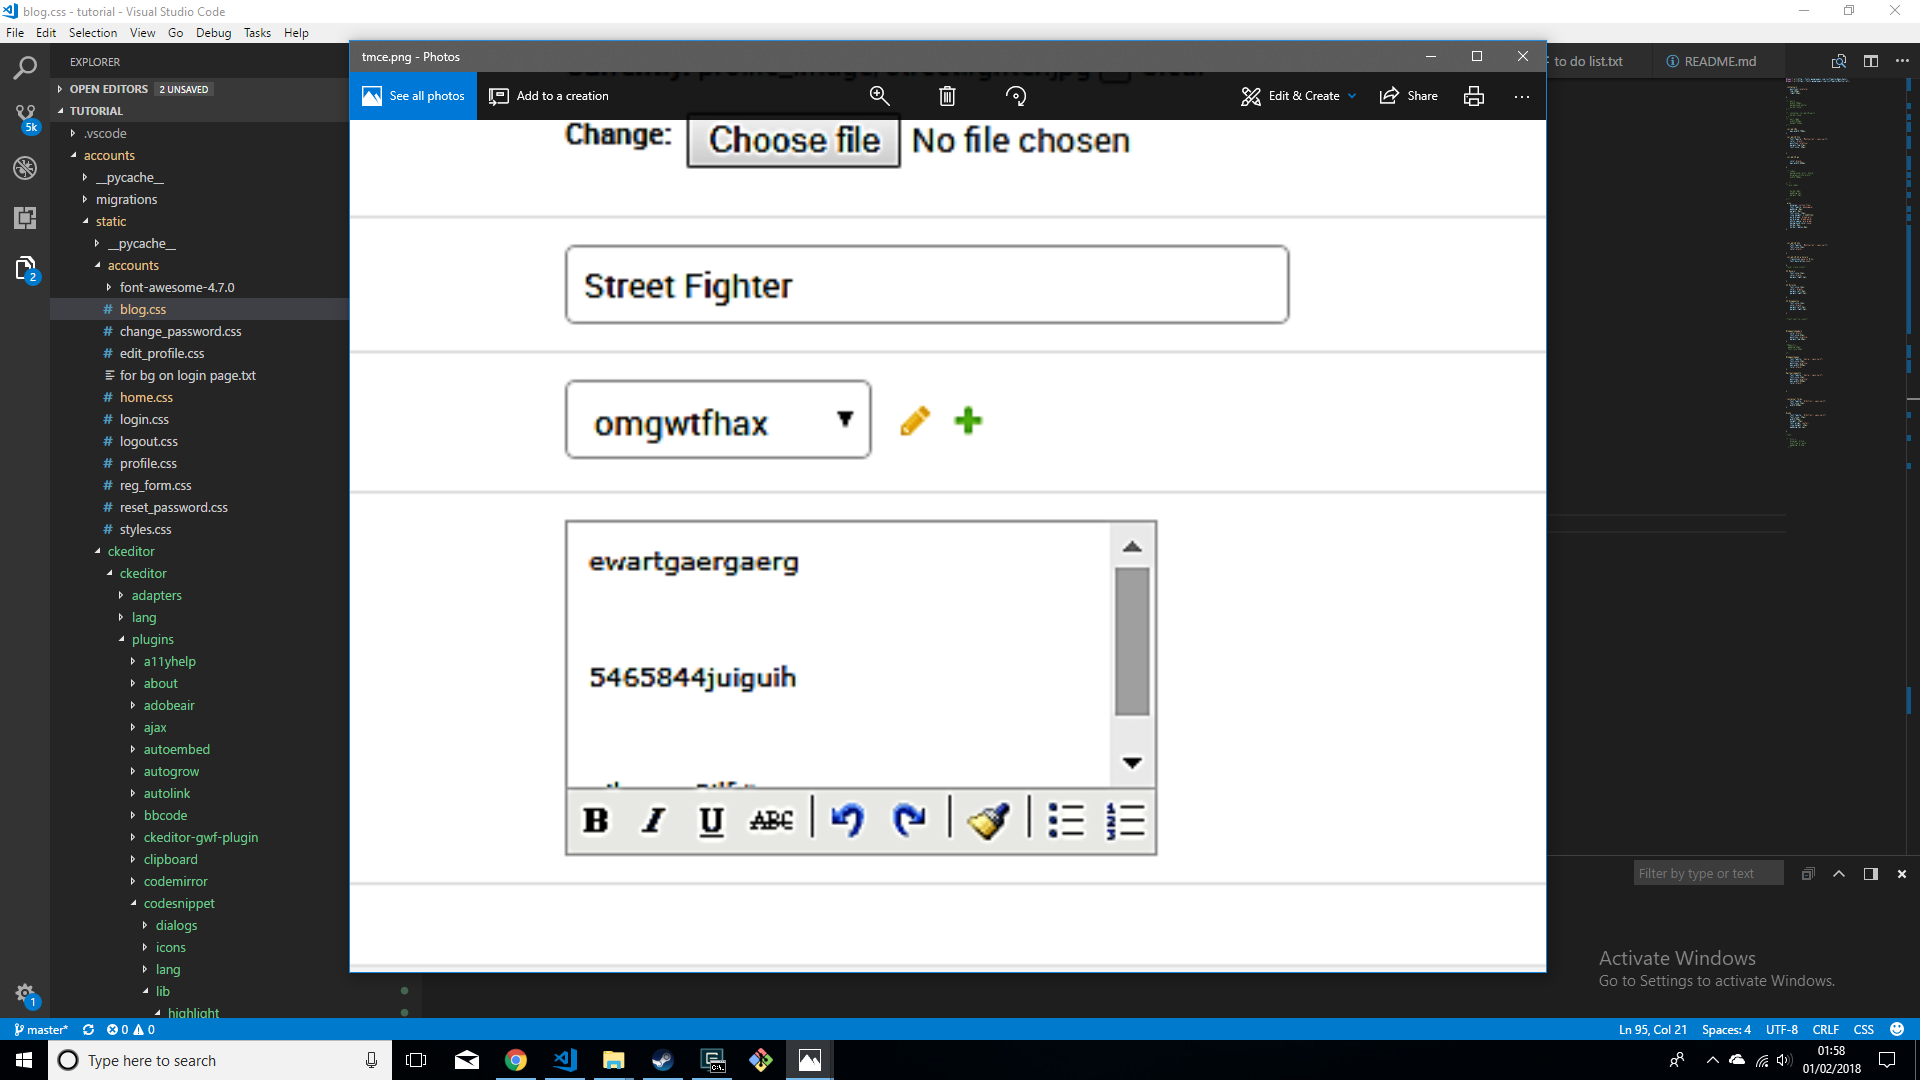 blog.css - tutorial - Visual Studio Code
File Edit Selection View Go Debug Tasks Help
EXPLORER
OPEN EDITORS 2 UNSAVED
TUTORIAL
.vscode
accounts
__pycache__
migrations
static
__pycache__
accounts
font-awesome-4.7.0
# blog.css
# change_password.css
# edit_profile.css
for bg on login page.txt
# home.css
# login.css
# logout.css
# profile.css
# reg_form.css
# reset_password.css
# styles.css
ckeditor
ckeditor
adapters
lang
plugins
a11yhelp
about
adobeair
ajax
autoembed
autogrow
autolink
bbcode
ckeditor-gwf-plugin
clipboard
codemirror
codesnippet
dialogs
icons
lang
lib
highlight
5k
2
1
tmce.png - Photos
See all photos Add to a creation Edit & Create Share
Change: Choose file No file chosen
Street Fighter
omgwtfhax
ewartgaergaerg
5465844juiguih
B I U ABC
to do list.txt README.md
Filter by type or text
Activate Windows
Go to Settings to activate Windows.
master* 0 0 Ln 95, Col 21 Spaces: 4 UTF-8 CRLF CSS
Type here to search
01:58
01/02/2018